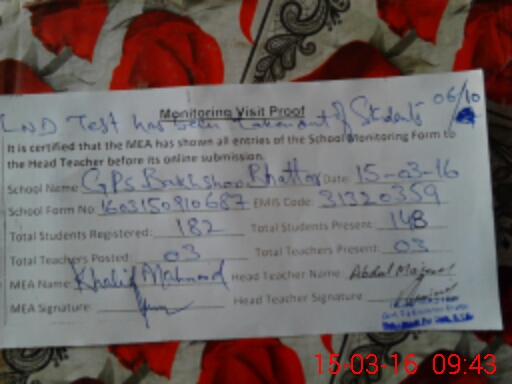 Monitoring Visit Proof
LND Test has been taken out of Students 06/10
It is certified that the MEA has shown all entries of the School Monitoring Form to
the Head Teacher before its online submission.
School Name: GPS Bakhshoo Bhattar Date: 15-03-16
School Form No: 1603150910687 EMIS Code: 31320359
Total Students Registered: 182 Total Students Present: 148
Total Teachers Posted: 03 Total Teachers Present: 03
MEA Name: Khalid Mahmood Head Teacher Name: Abdul Majeed
MEA Signature: Head Teacher Signature
15-03-16 09:43